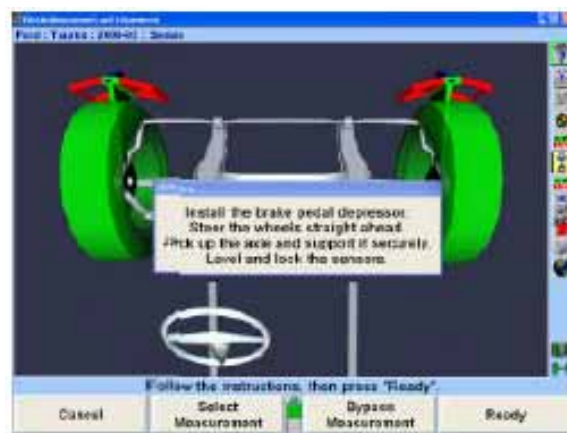 Ford : Taurus : 2000-03 : Sedan
Install the brake pedal depressor.
Steer the wheels straight ahead.
Pick up the axle and support it securely.
Level and lock the sensors.
Follow the instructions, then press "Ready".
Cancel
Select
Measurement
Bypass
Measurement
Ready